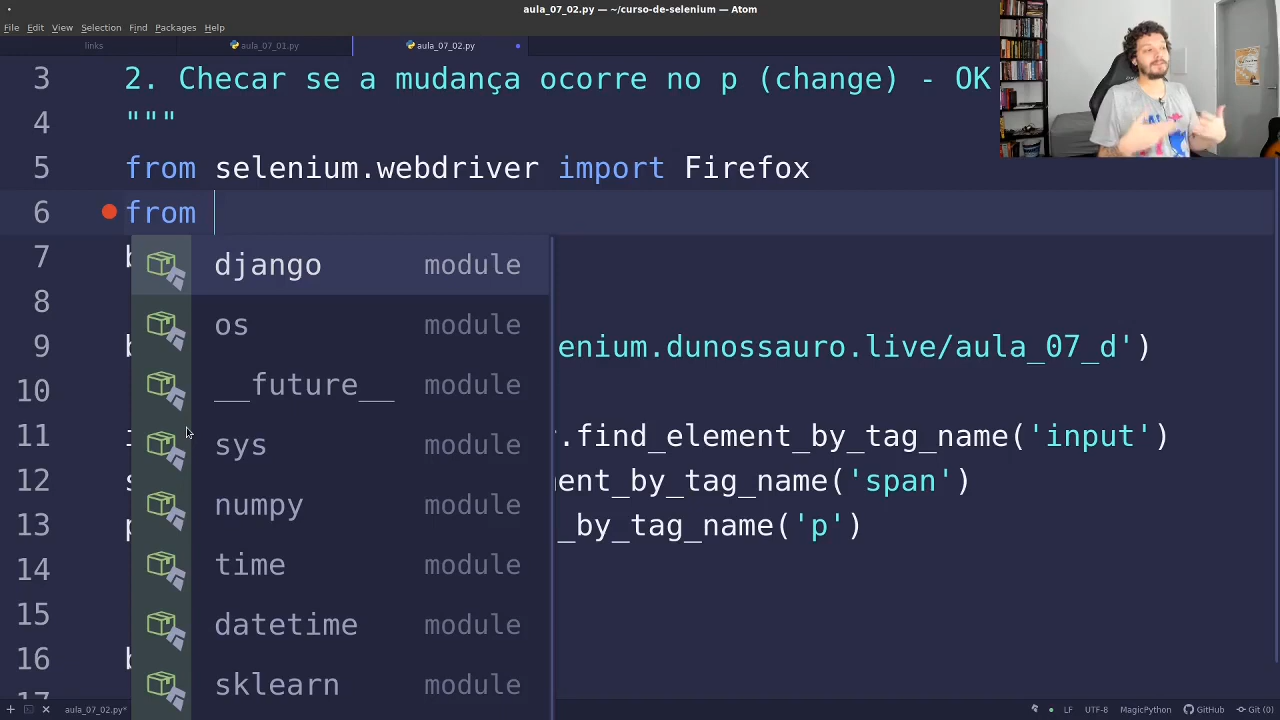 aula_07_02.py — ~/curso-de-selenium — Atom
File Edit View Selection Find Packages Help
links aula_07_01.py aula_07_02.py
3 2. Checar se a mudança ocorre no p (change) - OK
4 """
5 from selenium.webdriver import Firefox
6 from
7 b
8
9 b enium.dunossauro.live/aula_07_d')
10
11 i .find_element_by_tag_name('input')
12 s ent_by_tag_name('span')
13 p _by_tag_name('p')
14
15
16 b
17
django module
os module
__future__ module
sys module
numpy module
time module
datetime module
sklearn module
aula_07_02.py* LF UTF-8 MagicPython GitHub Git (0)